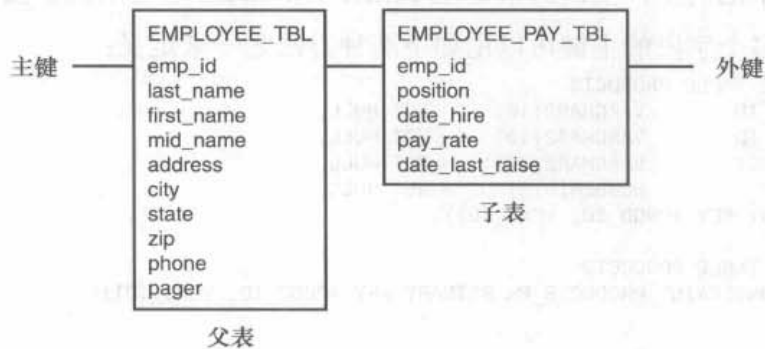 主键
EMPLOYEE_TBL
emp_id
last_name
first_name
mid_name
address
city
state
zip
phone
pager
父表
EMPLOYEE_PAY_TBL
emp_id
position
date_hire
pay_rate
date_last_raise
子表
外键